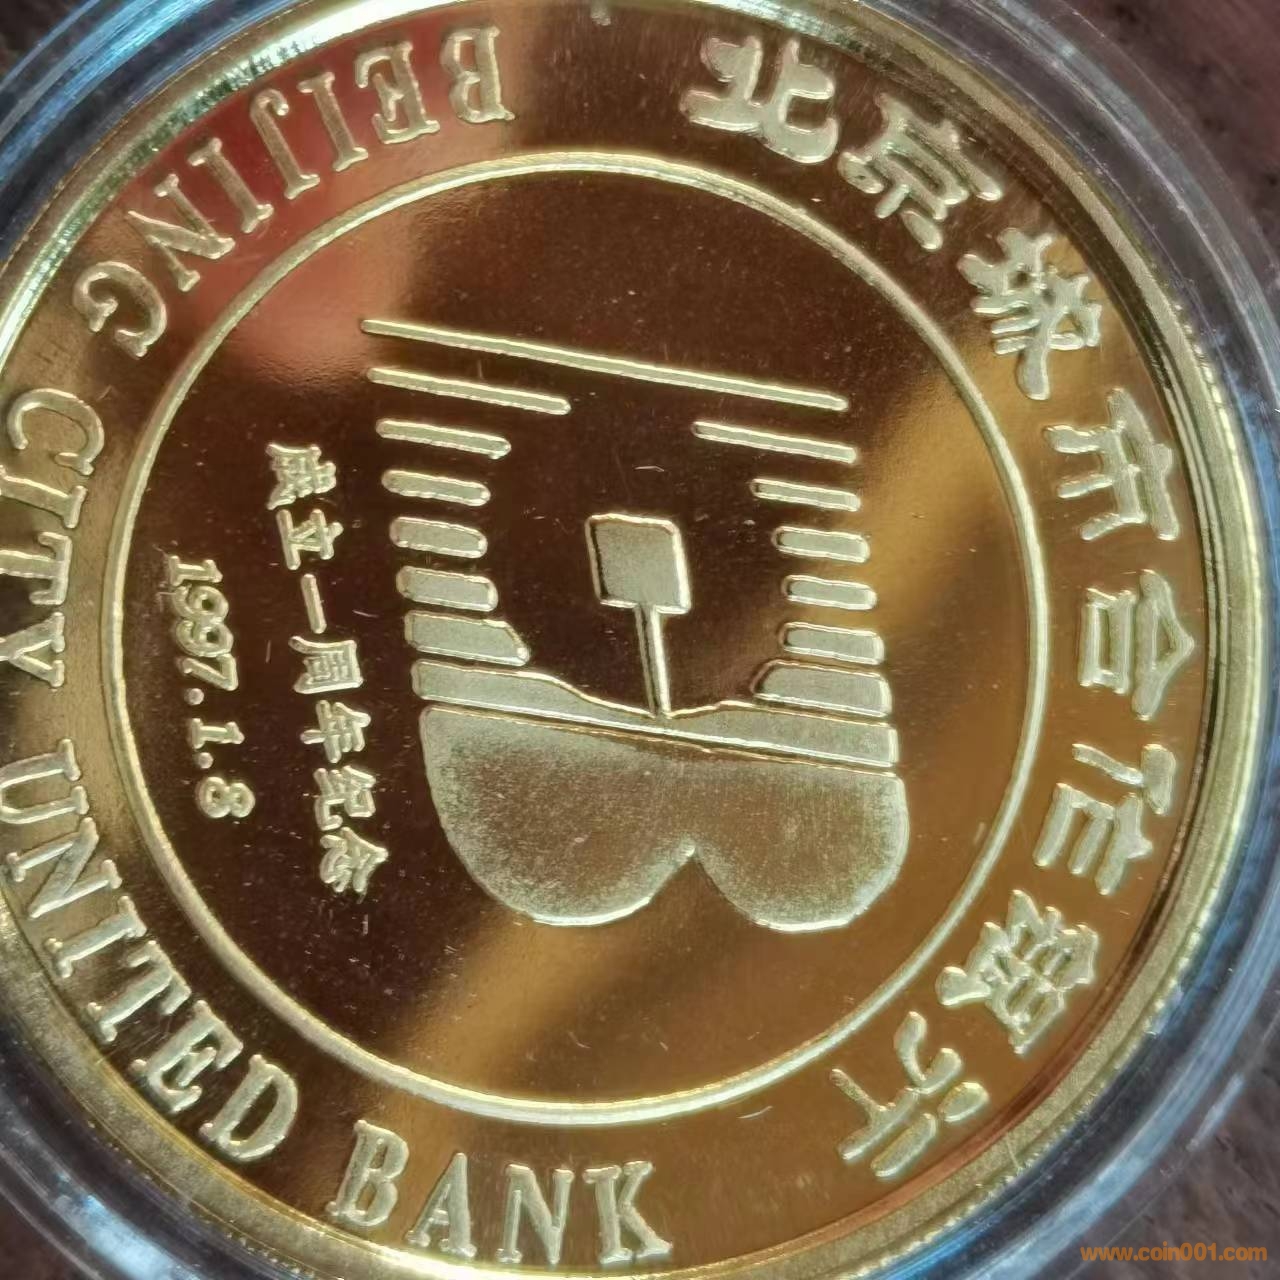 北京城市合作银行
成立一周年纪念
1997.1.8
BEIJING CITY UNITED BANK
www.coin001.com